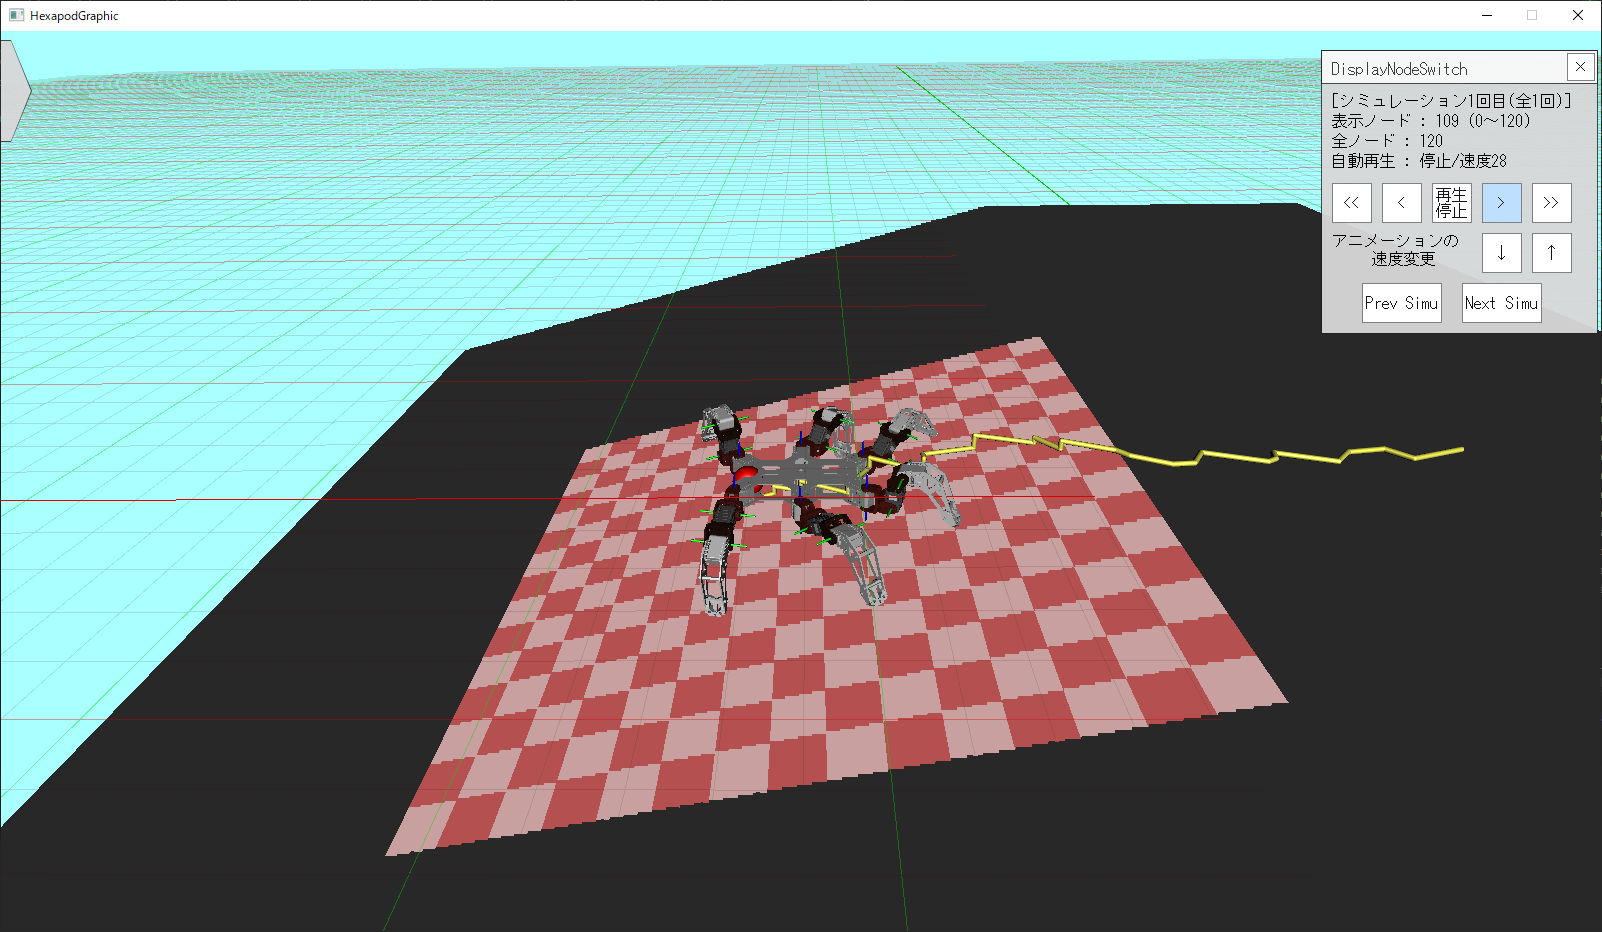 HexapodGraphic
DisplayNodeSwitch
[シミュレーション1回目(全1回)]
表示ノード : 109 (0～120)
全ノード : 120
自動再生 : 停止/速度28
<<
<
再生
停止
>
>>
アニメーションの
速度変更
↓
↑
Prev Simu
Next Simu